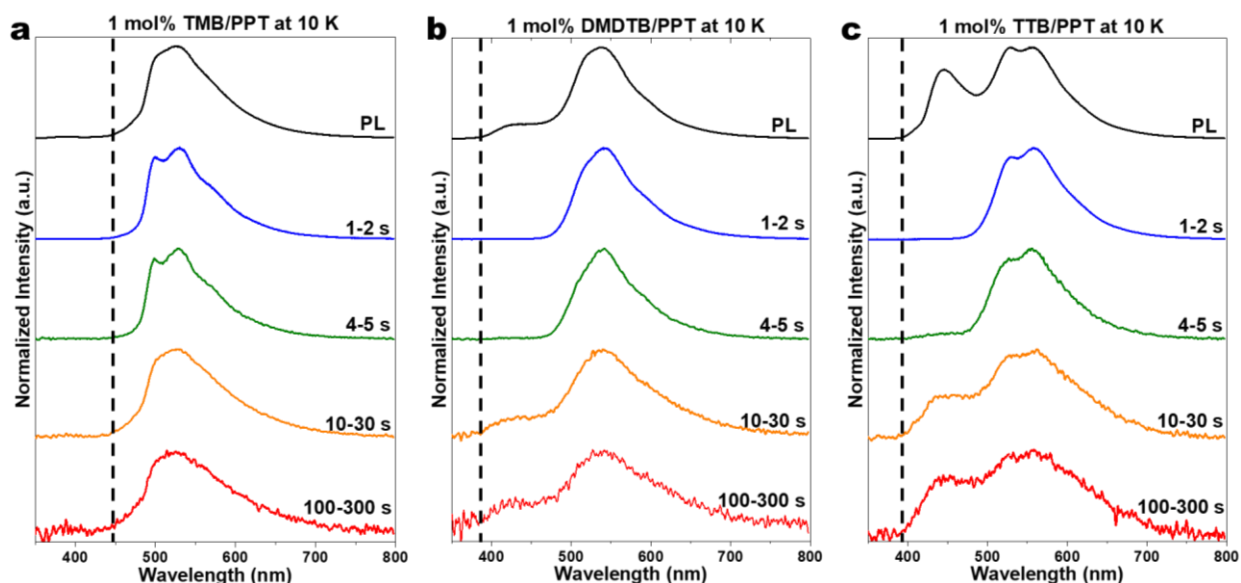 a
1 mol% TMB/PPT at 10 K
Normalized Intensity (a.u.)
PL
1-2 s
4-5 s
10-30 s
100-300 s
400 500 600 700 800
Wavelength (nm)
b
1 mol% DMDTB/PPT at 10 K
Normalized Intensity (a.u.)
PL
1-2 s
4-5 s
10-30 s
100-300 s
400 500 600 700 800
Wavelength (nm)
c
1 mol% TTB/PPT at 10 K
Normalized Intensity (a.u.)
PL
1-2 s
4-5 s
10-30 s
100-300 s
400 500 600 700 800
Wavelength (nm)